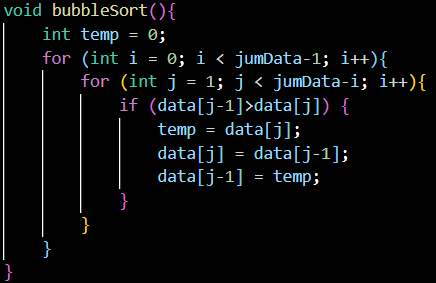 void bubbleSort(){
    int temp = 0;
    for (int i = 0; i < jumData-1; i++){
        for (int j = 1; j < jumData-i; i++){
            if (data[j-1]>data[j]) {
                temp = data[j];
                data[j] = data[j-1];
                data[j-1] = temp;
            }
        }
    }
}